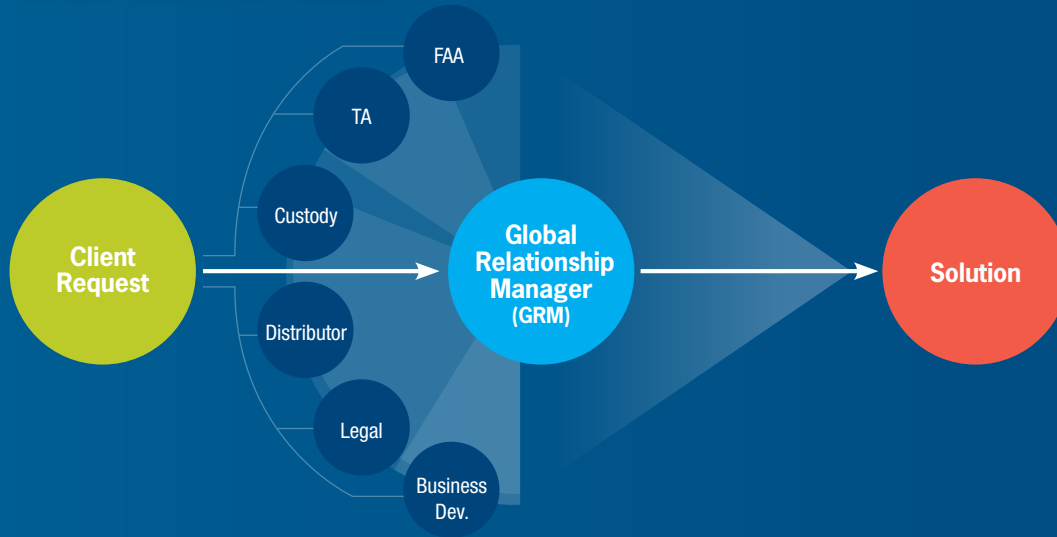 FAA
TA
Custody
Distributor
Legal
Business
Dev.
Client
Request
Global
Relationship
Manager
(GRM)
Solution